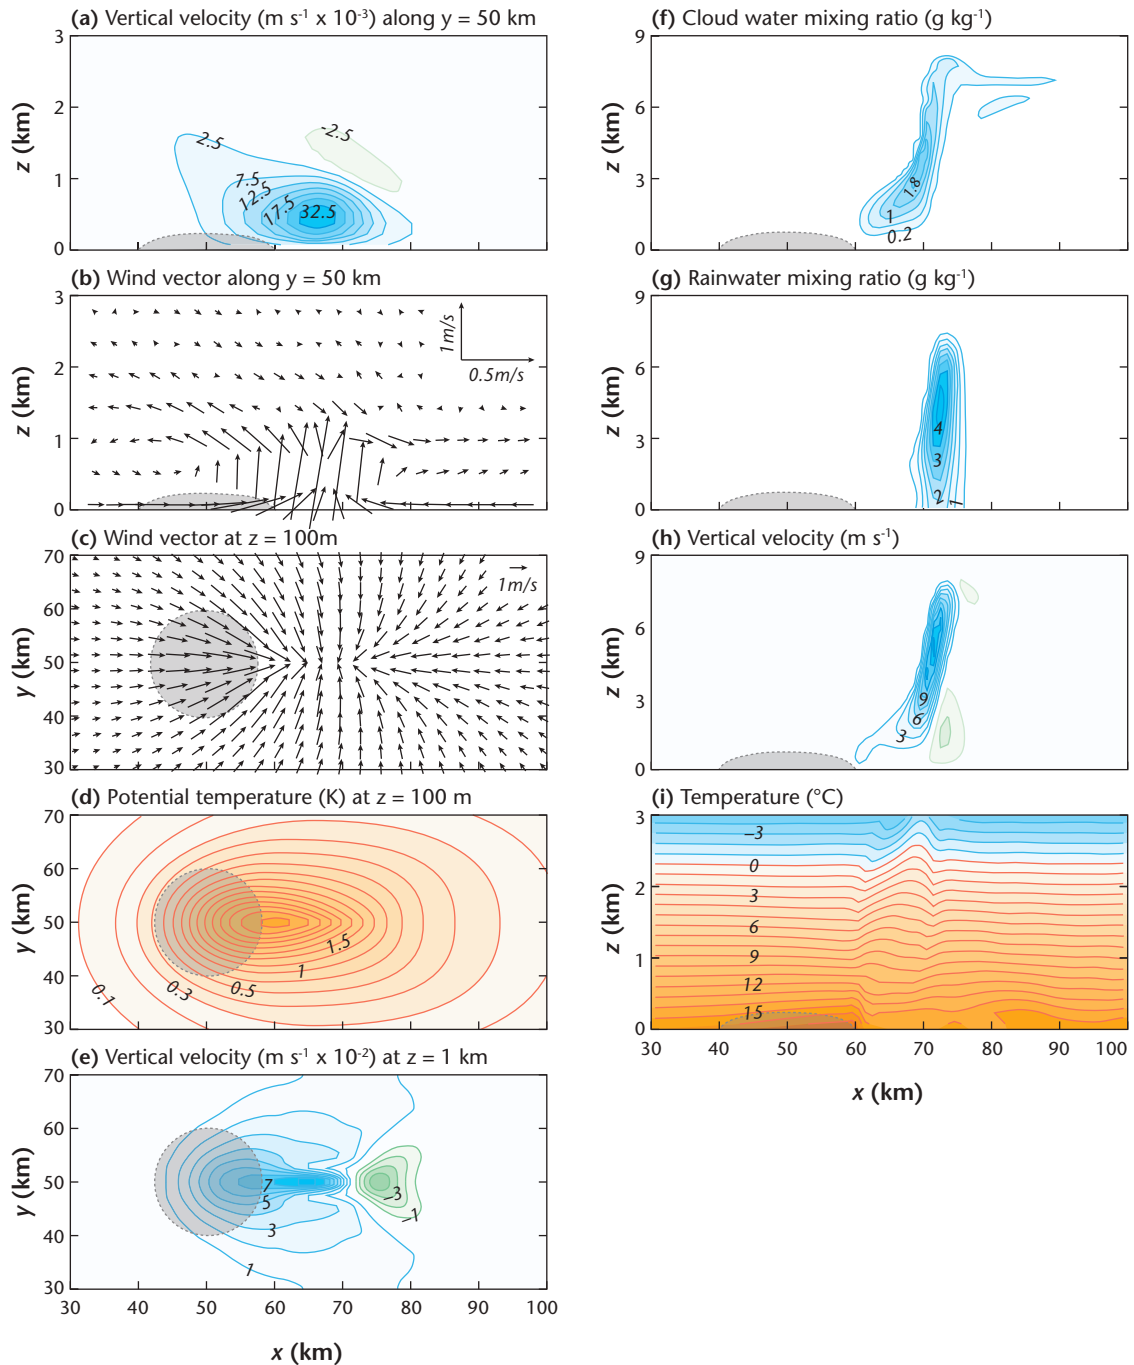 (a) Vertical velocity (m s⁻¹ x 10⁻³) along y = 50 km
3
2
1
0
z (km)
2.5
-2.5
7.5
12.5
17.5
32.5
(b) Wind vector along y = 50 km
3
2
1
0
z (km)
1m/s
0.5m/s
(c) Wind vector at z = 100m
70
60
50
40
30
y (km)
1m/s
(d) Potential temperature (K) at z = 100 m
70
60
50
40
30
y (km)
0.1
0.3
0.5
1
1.5
(e) Vertical velocity (m s⁻¹ x 10⁻²) at z = 1 km
70
60
50
40
30
y (km)
7
5
3
1
−3
−1
30 40 50 60 70 80 90 100
x (km)
(f) Cloud water mixing ratio (g kg⁻¹)
9
6
3
0
z (km)
1.8
1
0.2
(g) Rainwater mixing ratio (g kg⁻¹)
9
6
3
0
z (km)
4
3
2
1
(h) Vertical velocity (m s⁻¹)
9
6
3
0
z (km)
9
6
3
(i) Temperature (°C)
3
2
1
0
z (km)
−3
0
3
6
9
12
15
30 40 50 60 70 80 90 100
x (km)